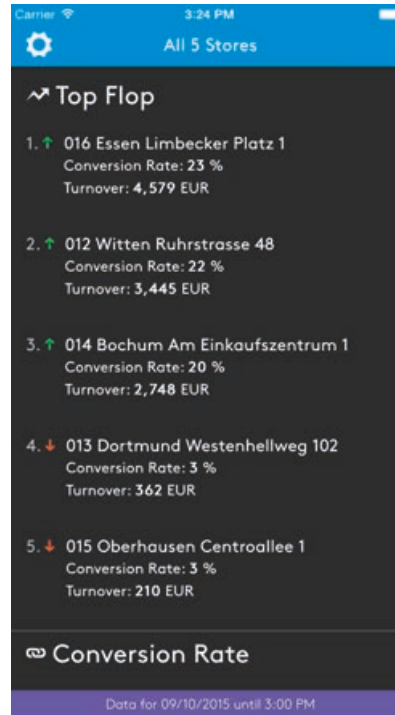 Carrier 3:24 PM
All 5 Stores
Top Flop
1. ↑ 016 Essen Limbecker Platz 1
Conversion Rate: 23 %
Turnover: 4,579 EUR
2. ↑ 012 Witten Ruhrstrasse 48
Conversion Rate: 22 %
Turnover: 3,445 EUR
3. ↑ 014 Bochum Am Einkaufszentrum 1
Conversion Rate: 20 %
Turnover: 2,748 EUR
4. ↓ 013 Dortmund Westenhellweg 102
Conversion Rate: 3 %
Turnover: 362 EUR
5. ↓ 015 Oberhausen Centroallee 1
Conversion Rate: 3 %
Turnover: 210 EUR
Conversion Rate
Data for 09/10/2015 until 3:00 PM